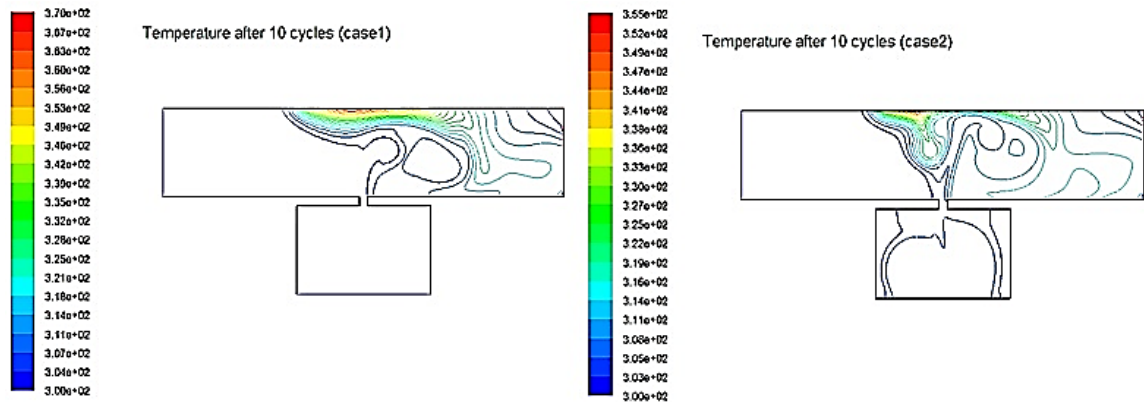 Temperature after 10 cycles (case1)
3.70e+02
3.67e+02
3.63e+02
3.60e+02
3.56e+02
3.53e+02
3.49e+02
3.46e+02
3.42e+02
3.39e+02
3.35e+02
3.32e+02
3.28e+02
3.25e+02
3.21e+02
3.18e+02
3.14e+02
3.11e+02
3.07e+02
3.04e+02
3.00e+02
Temperature after 10 cycles (case2)
3.55e+02
3.52e+02
3.49e+02
3.47e+02
3.44e+02
3.41e+02
3.38e+02
3.36e+02
3.33e+02
3.30e+02
3.27e+02
3.25e+02
3.22e+02
3.19e+02
3.16e+02
3.14e+02
3.11e+02
3.08e+02
3.05e+02
3.03e+02
3.00e+02